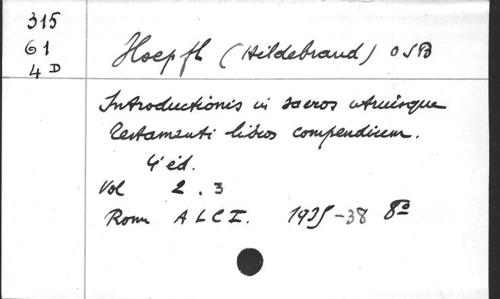 315
61
4 D
Hoepfl (Hildebrand) OSB
Introductionis in sacros utriusque
Testamenti libros compendium.
4e éd.
Vol 2. 3
Rom A L C I. 1935-38 8o